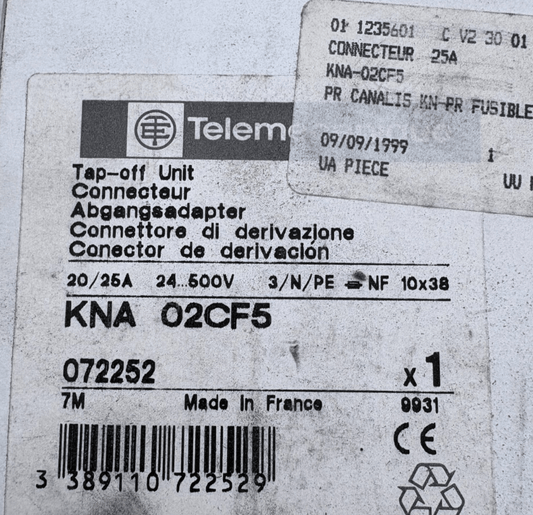 01 1235601 C V2 30 01
CONNECTEUR 25A
KNA-02CF5
PR CANALIS KN-PR FUSIBLE
09/09/1999 1
UA PIECE UU
Telem
Tap-off Unit
Connecteur
Abgangsadapter
Connettore di derivazione
Conector de derivación
20/25A 24...500V 3/N/PE NF 10x38
KNA 02CF5
072252 x1
7M Made in France 9931
CE
3 389110 722529